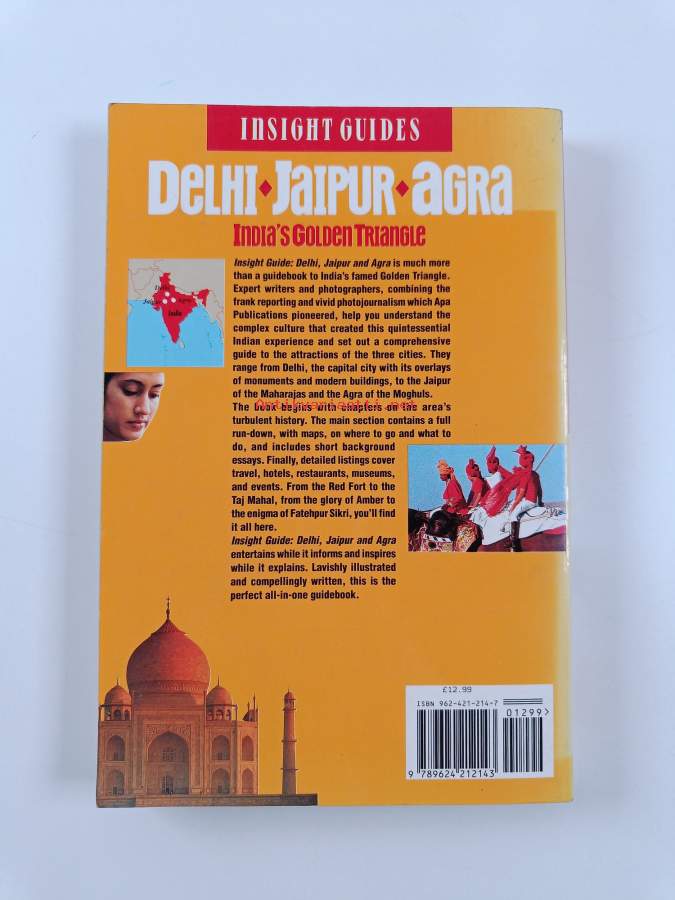 INSIGHT GUIDES
DELHI♦JAIPUR♦AGRA
INDIA'S GOLDEN TRIANGLE
Insight Guide: Delhi, Jaipur and Agra is much more
than a guidebook to India's famed Golden Triangle.
Expert writers and photographers, combining the
frank reporting and vivid photojournalism which Apa
Publications pioneered, help you understand the
complex culture that created this quintessential
Indian experience and set out a comprehensive
guide to the attractions of the three cities. They
range from Delhi, the capital city with its overlays
of monuments and modern buildings, to the Jaipur
of the Maharajas and the Agra of the Moghuls.
The book begins with chapters on the area's
turbulent history. The main section contains a full
run-down, with maps, on where to go and what to
do, and includes short background
essays. Finally, detailed listings cover
travel, hotels, restaurants, museums,
and events. From the Red Fort to the
Taj Mahal, from the glory of Amber to
the enigma of Fatehpur Sikri, you'll find
it all here.
Insight Guide: Delhi, Jaipur and Agra
entertains while it informs and inspires
while it explains. Lavishly illustrated
and compellingly written, this is the
perfect all-in-one guidebook.
Delhi
Jaipur Agra
India
£12.99
ISBN 962-421-214-7
01299>
9 789624 212143